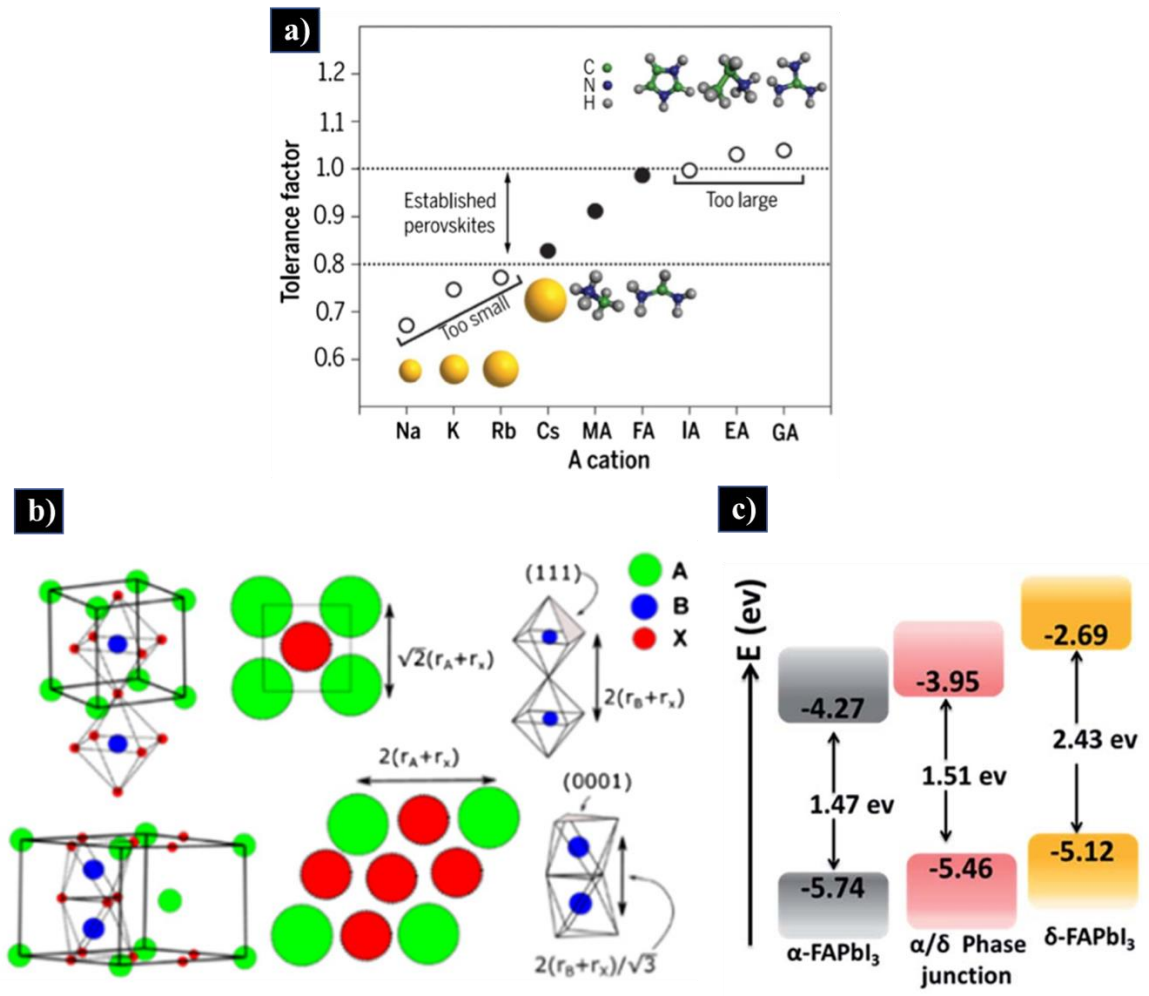 a)
Tolerance factor
1.2
1.1
1.0
0.9
0.8
0.7
0.6
C
N
H
Established
perovskites
Too large
Too small
Na K Rb Cs MA FA IA EA GA
A cation
b)
(111)
A
B
X
√2(rA+rx)
2(rB+rx)
2(rA+rx)
(0001)
2(rB+rX)/√3
c)
E (ev)
-4.27
1.47 ev
-5.74
α-FAPbI₃
-3.95
1.51 ev
-5.46
α/δ Phase
junction
-2.69
2.43 ev
-5.12
δ-FAPbI₃